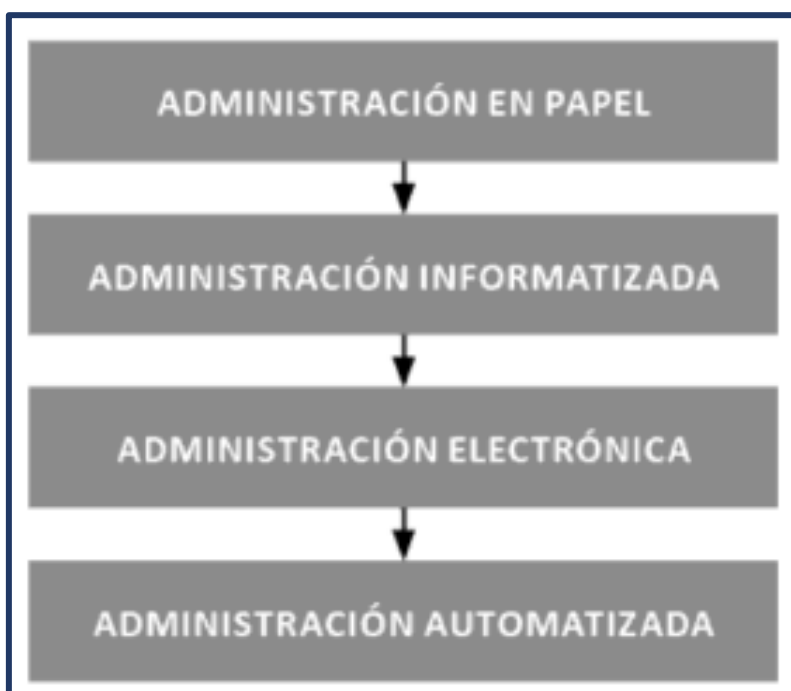 ADMINISTRACIÓN EN PAPEL
ADMINISTRACIÓN INFORMATIZADA
ADMINISTRACIÓN ELECTRÓNICA
ADMINISTRACIÓN AUTOMATIZADA